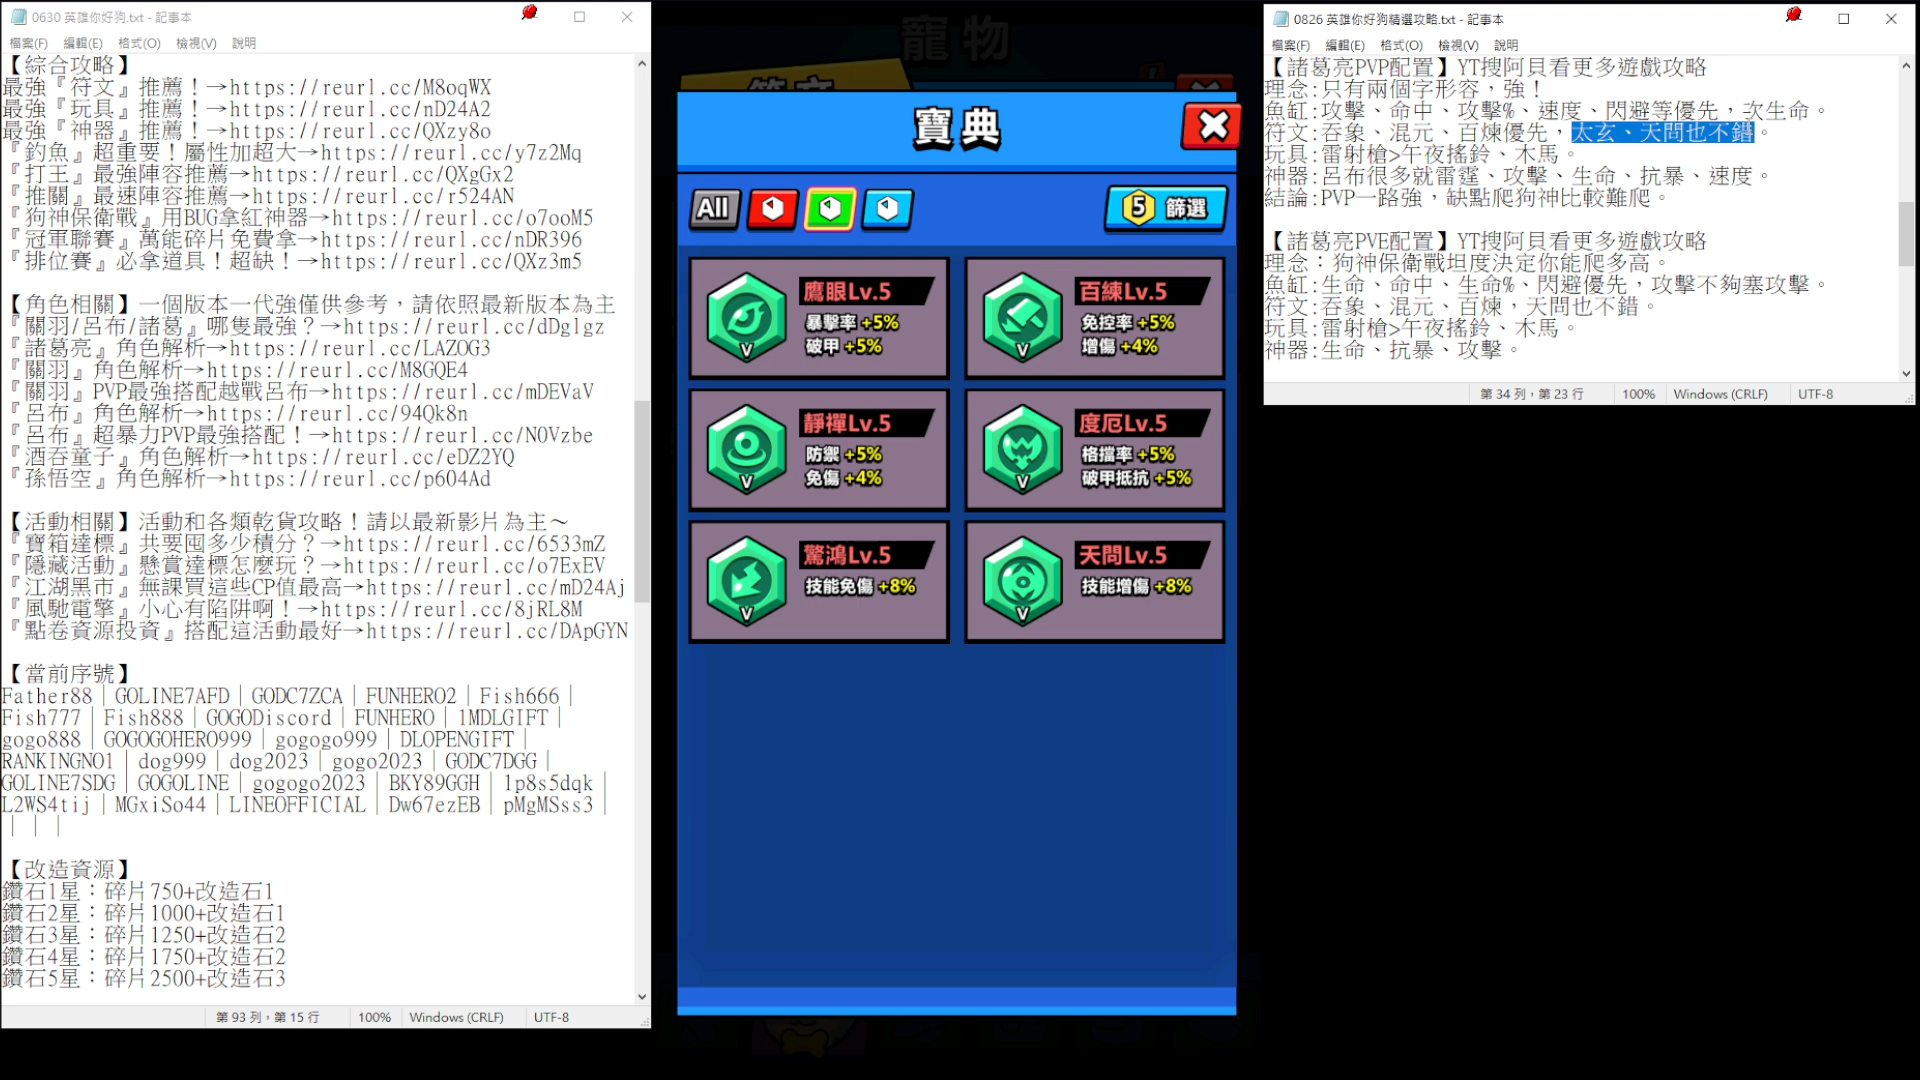 0630 英雄你好狗.txt - 記事本
檔案(F) 編輯(E) 格式(O) 檢視(V) 說明
【綜合攻略】
最強『符文』推薦！→https://reurl.cc/M8oqWX
最強『玩具』推薦！→https://reurl.cc/nD24A2
最強『神器』推薦！→https://reurl.cc/QXzy8o
『釣魚』超重要！屬性加超大→https://reurl.cc/y7z2Mq
『打王』最強陣容推薦→https://reurl.cc/QXgGx2
『推關』最速陣容推薦→https://reurl.cc/r524AN
『狗神保衛戰』用BUG拿紅神器→https://reurl.cc/o7ooM5
『冠軍聯賽』萬能碎片免費拿→https://reurl.cc/nDR396
『排位賽』必拿道具！超缺！→https://reurl.cc/QXz3m5
【角色相關】一個版本一代強僅供參考，請依照最新版本為主
『關羽/呂布/諸葛』哪隻最強？→https://reurl.cc/dDglgz
『諸葛亮』角色解析→https://reurl.cc/LAZOG3
『關羽』角色解析→https://reurl.cc/M8GQE4
『關羽』PVP最強搭配越戰呂布→https://reurl.cc/mDEVaV
『呂布』角色解析→https://reurl.cc/94Qk8n
『呂布』超暴力PVP最強搭配！→https://reurl.cc/N0Vzbe
『酒吞童子』角色解析→https://reurl.cc/eDZ2YQ
『孫悟空』角色解析→https://reurl.cc/p604Ad
【活動相關】活動和各類乾貨攻略！請以最新影片為主～
『寶箱達標』共要囤多少積分？→https://reurl.cc/6533mZ
『隱藏活動』懸賞達標怎麼玩？→https://reurl.cc/o7ExEV
『江湖黑市』無課買這些CP值最高→https://reurl.cc/mD24Aj
『風馳電掣』小心有陷阱啊！→https://reurl.cc/8jRL8M
『點卷資源投資』搭配這活動最好→https://reurl.cc/DApGYN
【當前序號】
Father88｜GOLINE7AFD｜GODC7ZCA｜FUNHERO2｜Fish666｜
Fish777｜Fish888｜GOGODiscord｜FUNHERO｜1MDLGIFT｜
gogo888｜GOGOGOHERO999｜gogogo999｜DLOPENGIFT｜
RANKINGNO1｜dog999｜dog2023｜gogo2023｜GODC7DGG｜
GOLINE7SDG｜GOGOLINE｜gogogo2023｜BKY89GGH｜1p8s5dqk｜
L2WS4tij｜MGxiSo44｜LINEOFFICIAL｜Dw67ezEB｜pMgMSss3｜
｜｜｜
【改造資源】
鑽石1星：碎片750+改造石1
鑽石2星：碎片1000+改造石1
鑽石3星：碎片1250+改造石2
鑽石4星：碎片1750+改造石2
鑽石5星：碎片2500+改造石3
第 93 列，第 15 行 100% Windows (CRLF) UTF-8
寵物
寶典
All 5 篩選
鷹眼Lv.5
暴擊率 +5%
破甲 +5%
百練Lv.5
免控率 +5%
增傷 +4%
靜禪Lv.5
防禦 +5%
免傷 +4%
度厄Lv.5
格擋率 +5%
破甲抵抗 +5%
驚鴻Lv.5
技能免傷 +8%
天問Lv.5
技能增傷 +8%
V
V
V
V
V
V
0826 英雄你好狗精選攻略.txt - 記事本
檔案(F) 編輯(E) 格式(O) 檢視(V) 說明
【諸葛亮PVP配置】YT搜阿貝看更多遊戲攻略
理念:只有兩個字形容，強！
魚缸:攻擊、命中、攻擊%、速度、閃避等優先，次生命。
符文:吞象、混元、百煉優先，太玄、天問也不錯。
玩具:雷射槍>午夜搖鈴、木馬。
神器:呂布很多就雷霆、攻擊、生命、抗暴、速度。
結論:PVP一路強，缺點爬狗神比較難爬。
【諸葛亮PVE配置】YT搜阿貝看更多遊戲攻略
理念：狗神保衛戰坦度決定你能爬多高。
魚缸:生命、命中、生命%、閃避優先，攻擊不夠塞攻擊。
符文:吞象、混元、百煉，天問也不錯。
玩具:雷射槍>午夜搖鈴、木馬。
神器:生命、抗暴、攻擊。
第 34 列，第 23 行 100% Windows (CRLF) UTF-8